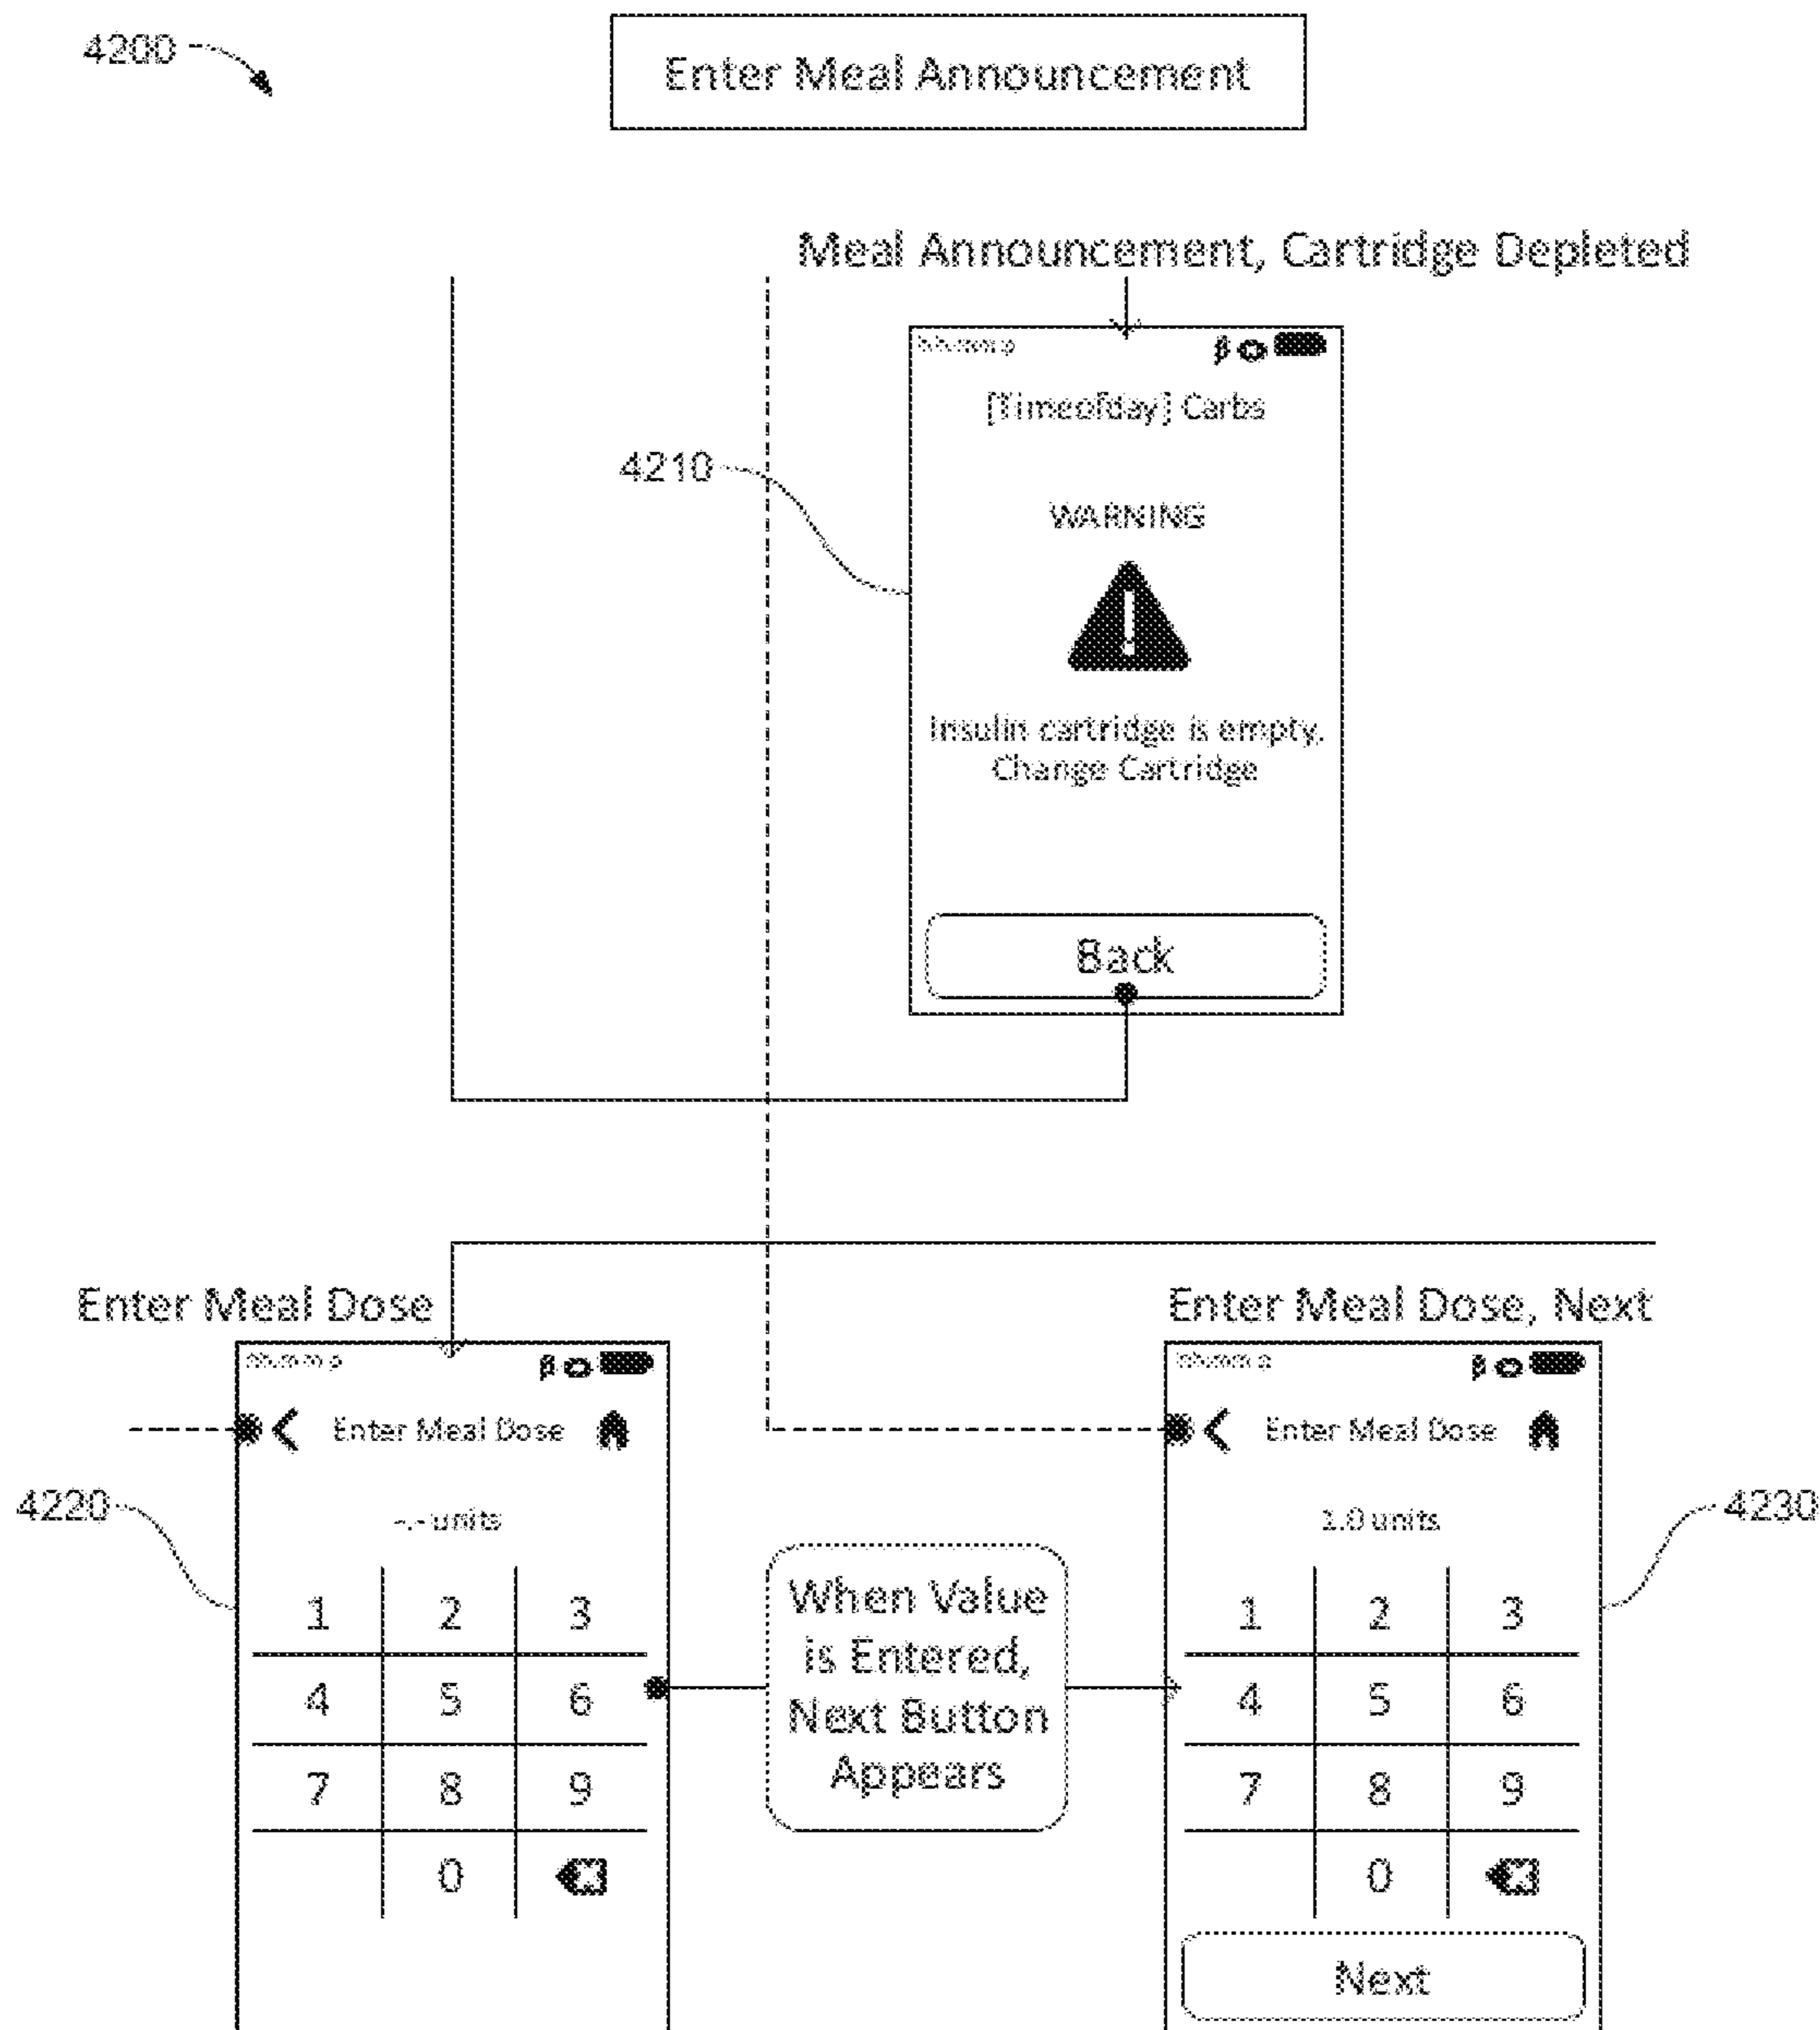 4200
Enter Meal Announcement
Meal Announcement, Cartridge Depleted
β
[Timeofday] Carbs
4210
WARNING
Insulin cartridge is empty.
Change Cartridge
Back
Enter Meal Dose
Enter Meal Dose, Next
β
β
Enter Meal Dose
Enter Meal Dose
4220
-.- units
1.0 units
4230
1 2 3
4 5 6
7 8 9
0
When Value
is Entered,
Next Button
Appears
1 2 3
4 5 6
7 8 9
0
Next